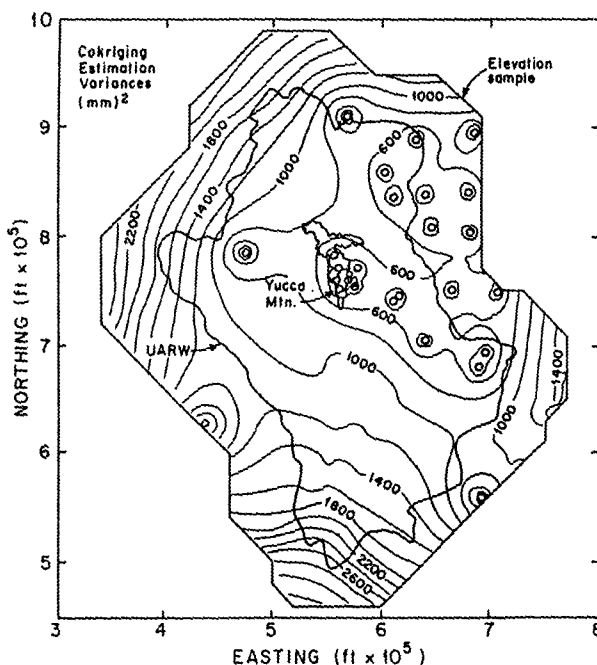 Cokriging
Estimation
Variances
(mm)²
Elevation
sample
1000
1800
600
1000
1400
2200
600
Yucca
Mtn.
600
UARW
1000
1000
1400
1400
1800
2200
2600
10
9
8
7
6
5
NORTHING (ft x 10⁵)
3
4
5
6
7
8
EASTING (ft x 10⁵)